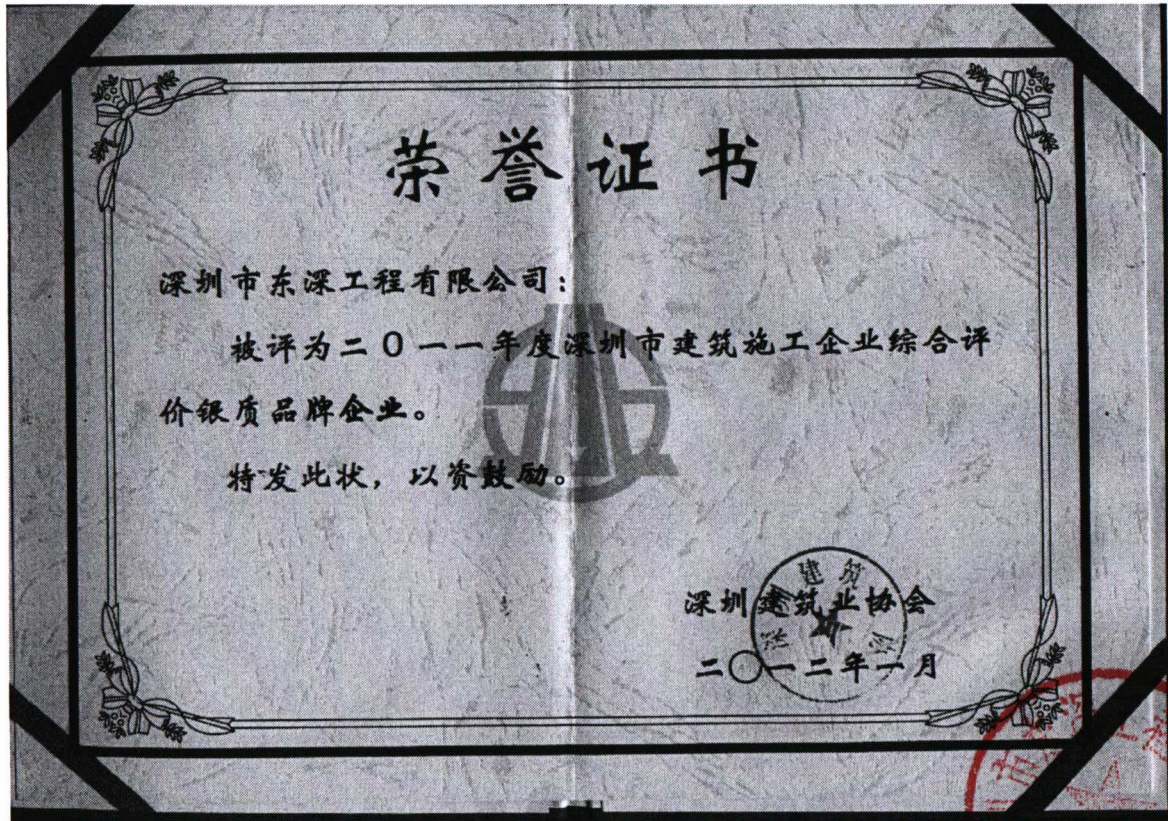 荣誉证书
深圳市东深工程有限公司：
被评为二０一一年度深圳市建筑施工企业综合评
价银质品牌企业。
特发此状，以资鼓励。
深圳建筑业协会
二〇一二年一月